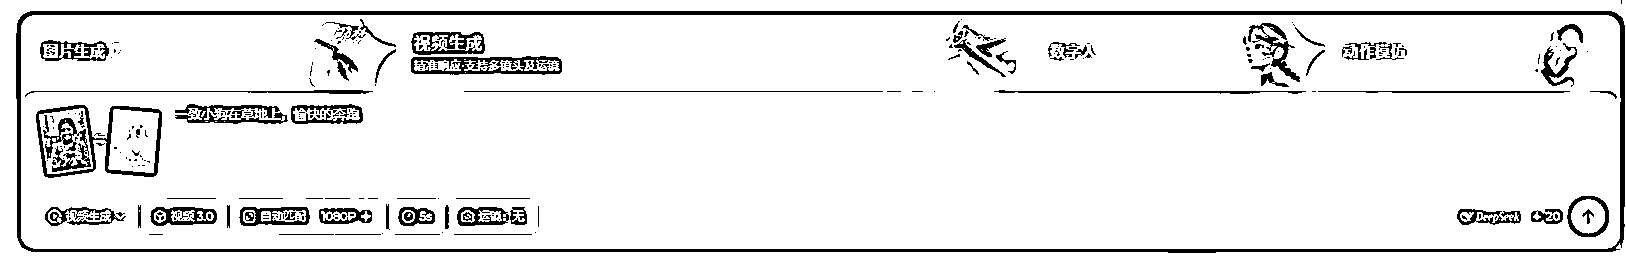 图片生成
视频生成
精准响应,支持多镜头及运镜
数字人
动作模仿
一致小狗在草地上，愉快的奔跑
视频生成
视频 3.0
自动匹配
1080P
5s
运镜: 无
DeepSeek
20